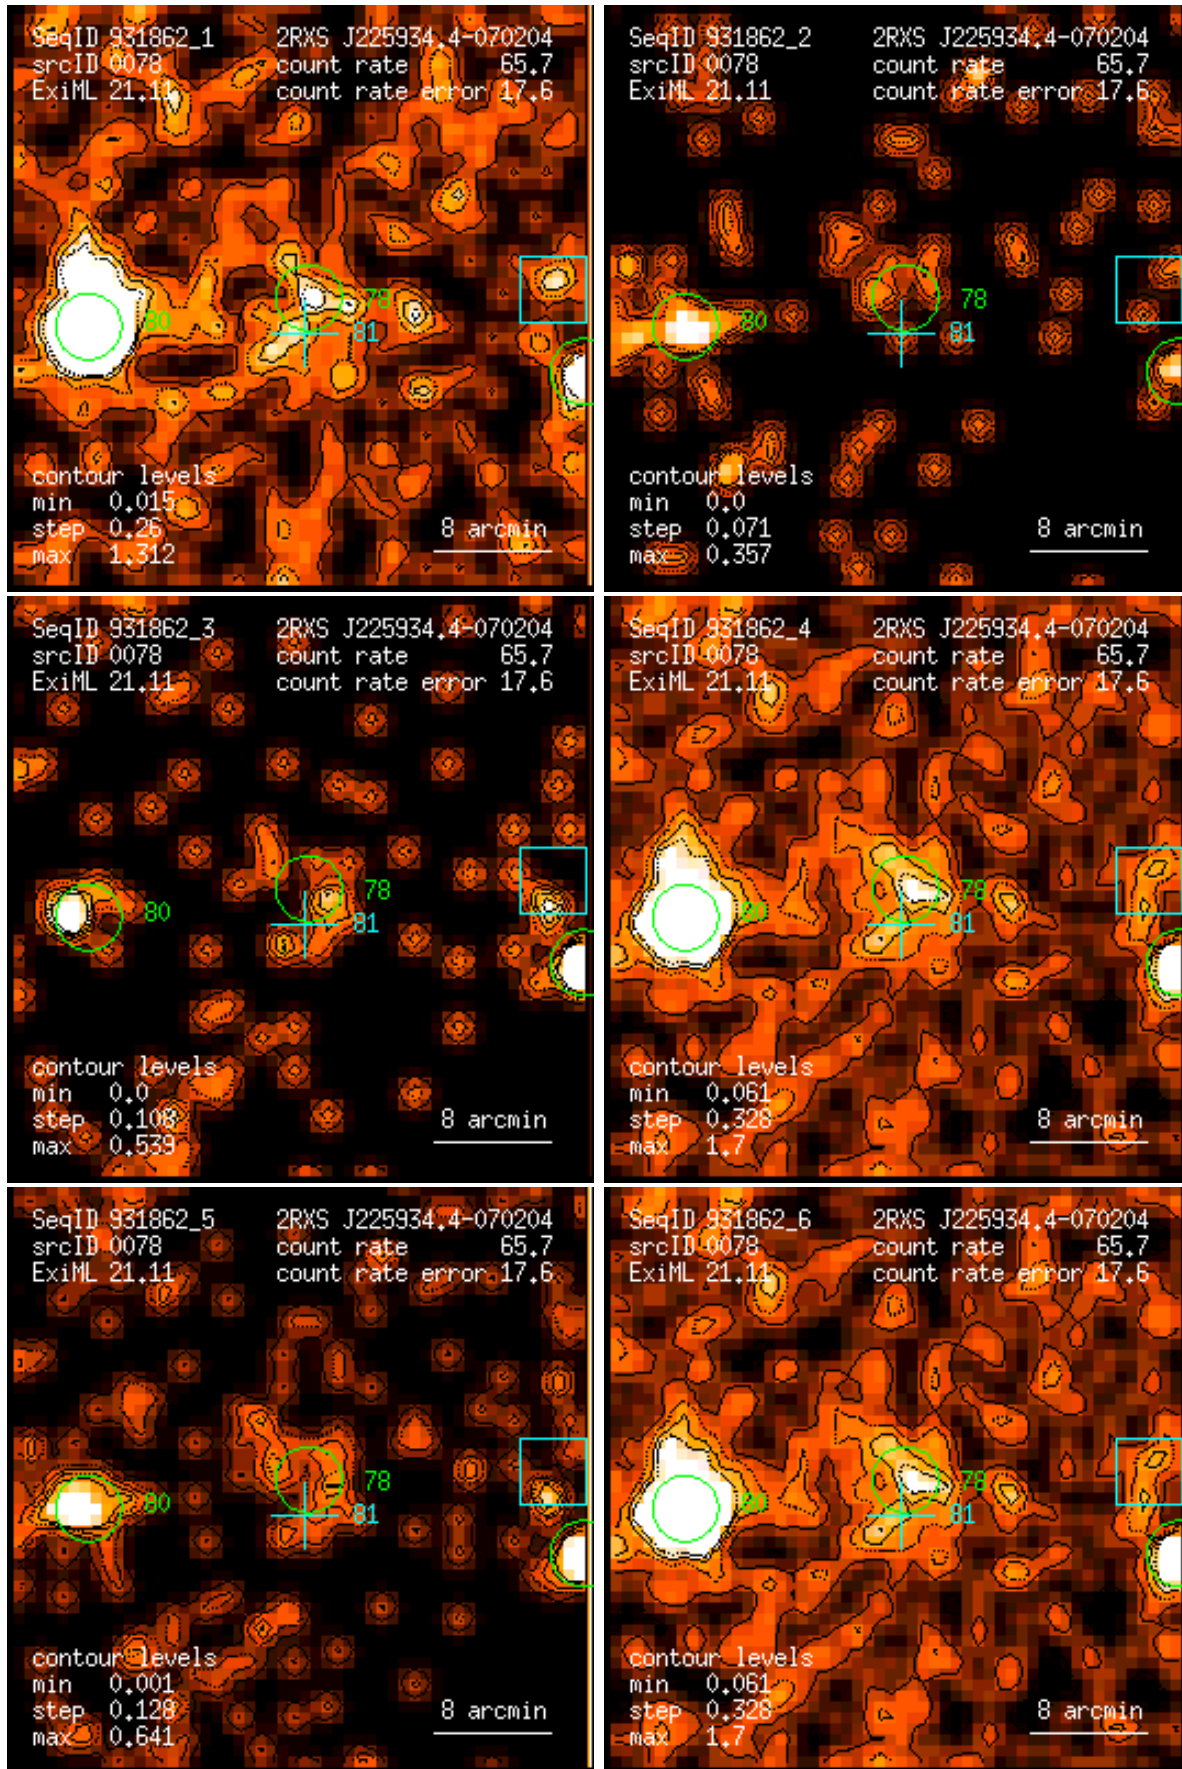 SeqID 931862_1 2RXS J225934.4-070204
srcID 0078 count rate 65.7
ExiML 21.11 count rate error 17.6
78
80
81
contour levels
min 0.015
step 0.26 8 arcmin
max 1.312
SeqID 931862_2 2RXS J225934.4-070204
srcID 0078 count rate 65.7
ExiML 21.11 count rate error 17.6
78
80
81
contour levels
min 0.0
step 0.071 8 arcmin
max 0.357
SeqID 931862_3 2RXS J225934.4-070204
srcID 0078 count rate 65.7
ExiML 21.11 count rate error 17.6
78
80
81
contour levels
min 0.0
step 0.108 8 arcmin
max 0.539
SeqID 931862_4 2RXS J225934.4-070204
srcID 0078 count rate 65.7
ExiML 21.11 count rate error 17.6
78
80
81
contour levels
min 0.061
step 0.328 8 arcmin
max 1.7
SeqID 931862_5 2RXS J225934.4-070204
srcID 0078 count rate 65.7
ExiML 21.11 count rate error 17.6
78
80
81
contour levels
min 0.001
step 0.128 8 arcmin
max 0.641
SeqID 931862_6 2RXS J225934.4-070204
srcID 0078 count rate 65.7
ExiML 21.11 count rate error 17.6
78
80
81
contour levels
min 0.061
step 0.328 8 arcmin
max 1.7